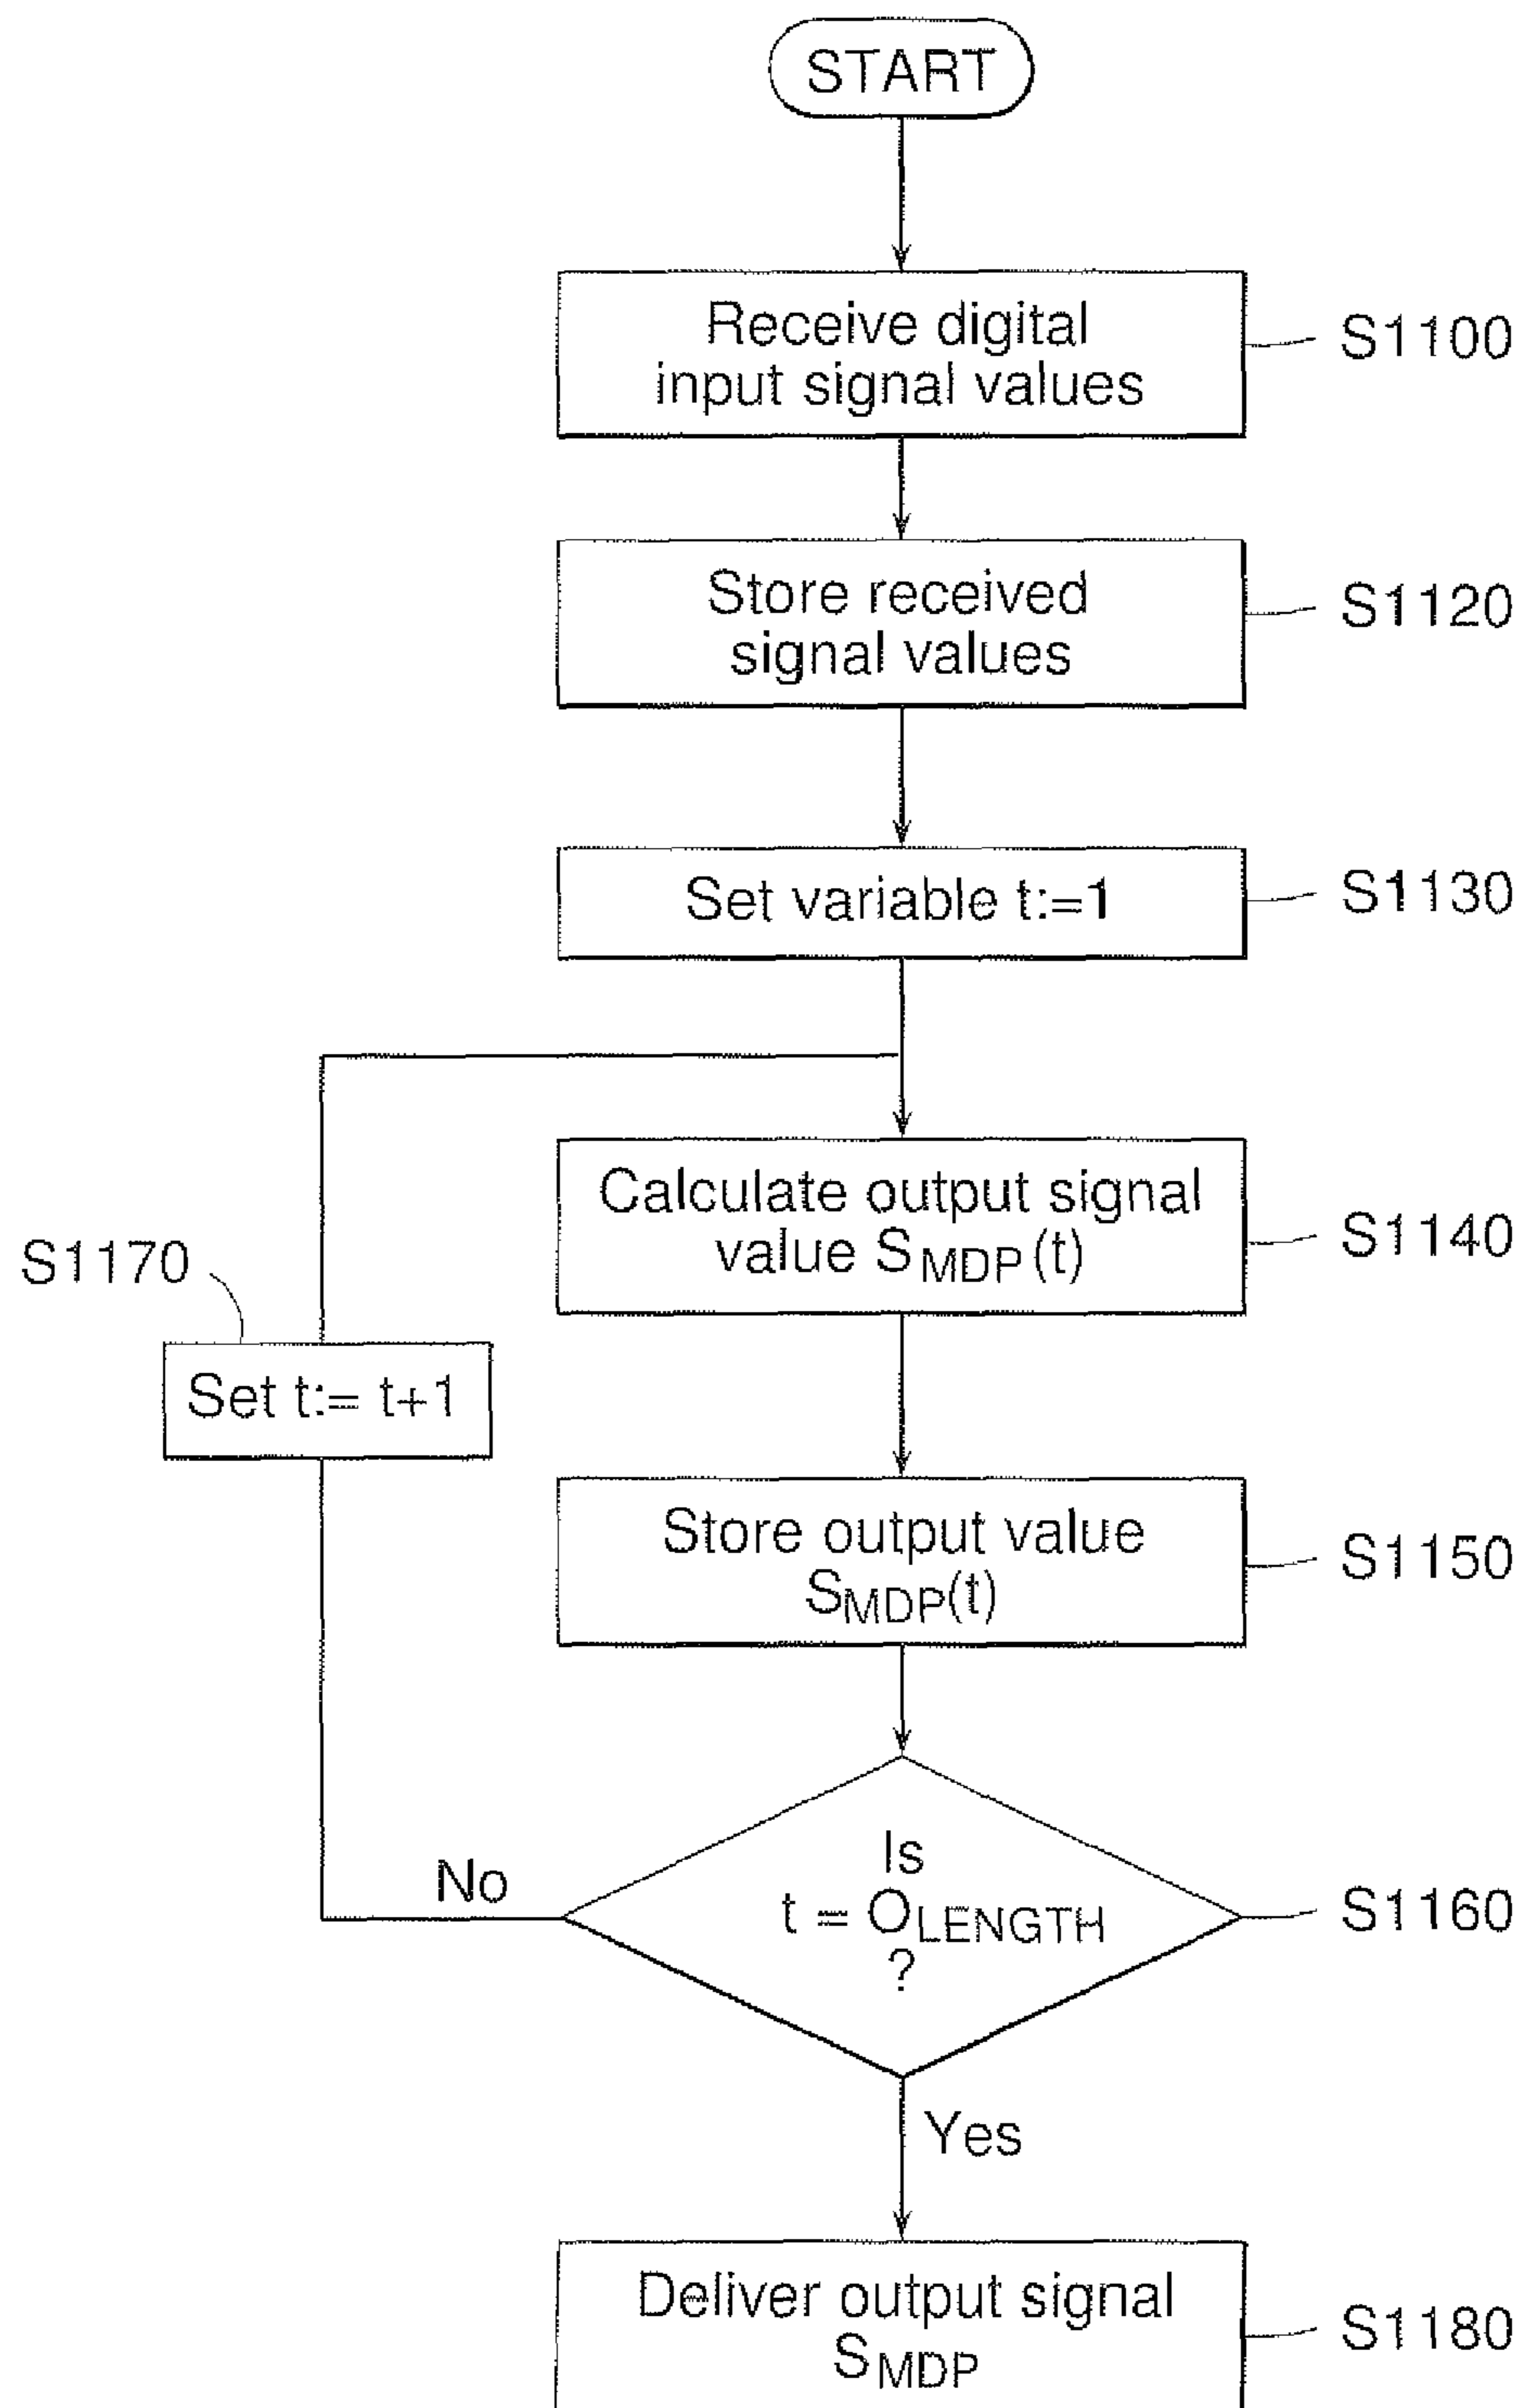 START
Receive digital
input signal values
S1100
Store received
signal values
S1120
Set variable t:=1
S1130
Calculate output signal
value S MDP (t)
S1140
S1170
Set t:= t+1
Store output value
SMDP(t)
S1150
Is
t = OLENGTH
?
S1160
No
Yes
Deliver output signal
SMDP
S1180